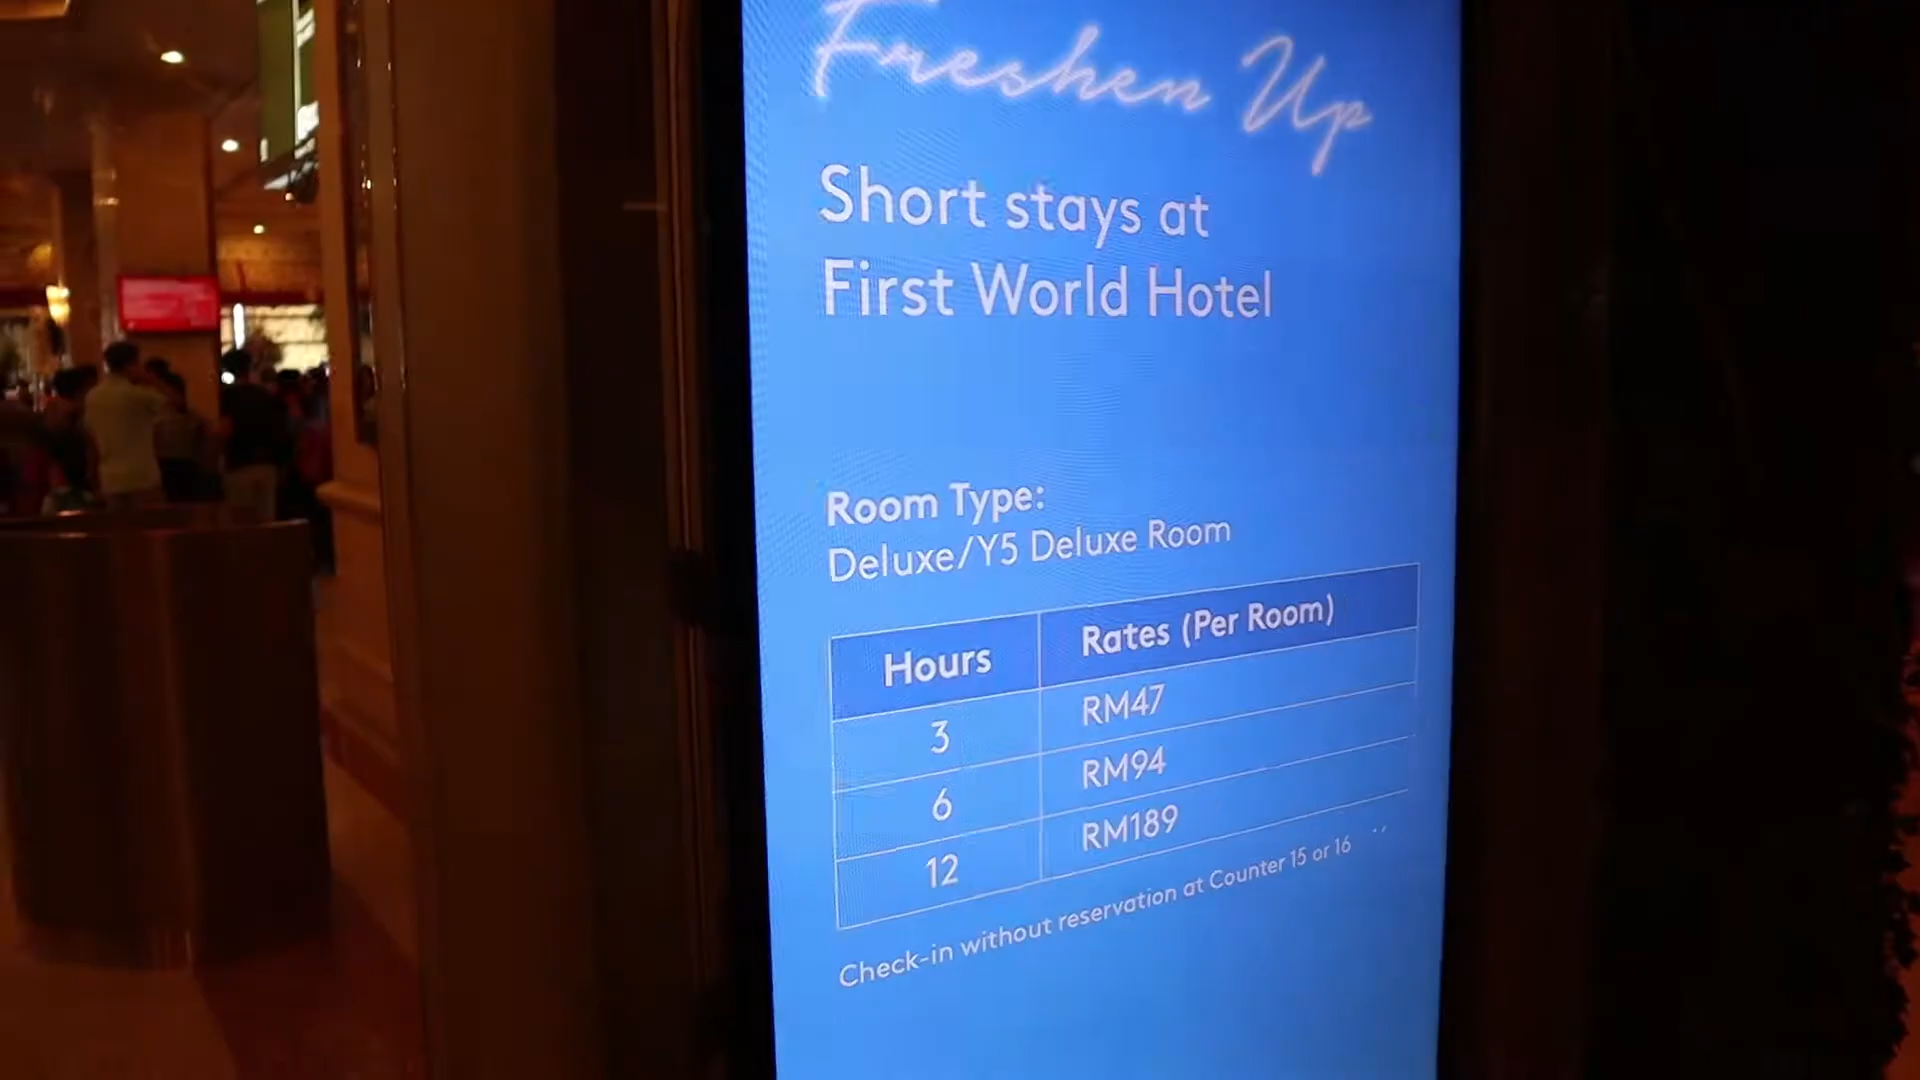 Freshen Up
Short stays at
First World Hotel
Room Type:
Deluxe/Y5 Deluxe Room
Hours Rates (Per Room)
3 RM47
6 RM94
12 RM189
Check-in without reservation at Counter 15 or 16